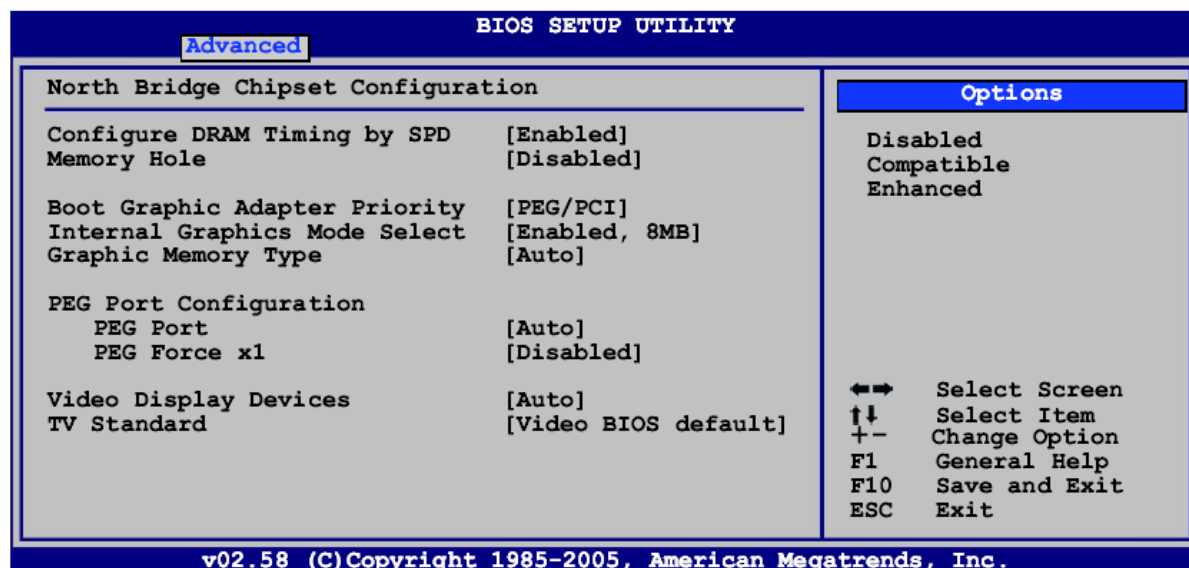 BIOS SETUP UTILITY
Advanced
North Bridge Chipset Configuration
Configure DRAM Timing by SPD [Enabled]
Memory Hole [Disabled]
Boot Graphic Adapter Priority [PEG/PCI]
Internal Graphics Mode Select [Enabled, 8MB]
Graphic Memory Type [Auto]
PEG Port Configuration
PEG Port [Auto]
PEG Force x1 [Disabled]
Video Display Devices [Auto]
TV Standard [Video BIOS default]
Options
Disabled
Compatible
Enhanced
←→ Select Screen
↑↓ Select Item
+- Change Option
F1 General Help
F10 Save and Exit
ESC Exit
v02.58 (C)Copyright 1985-2005, American Megatrends, Inc.